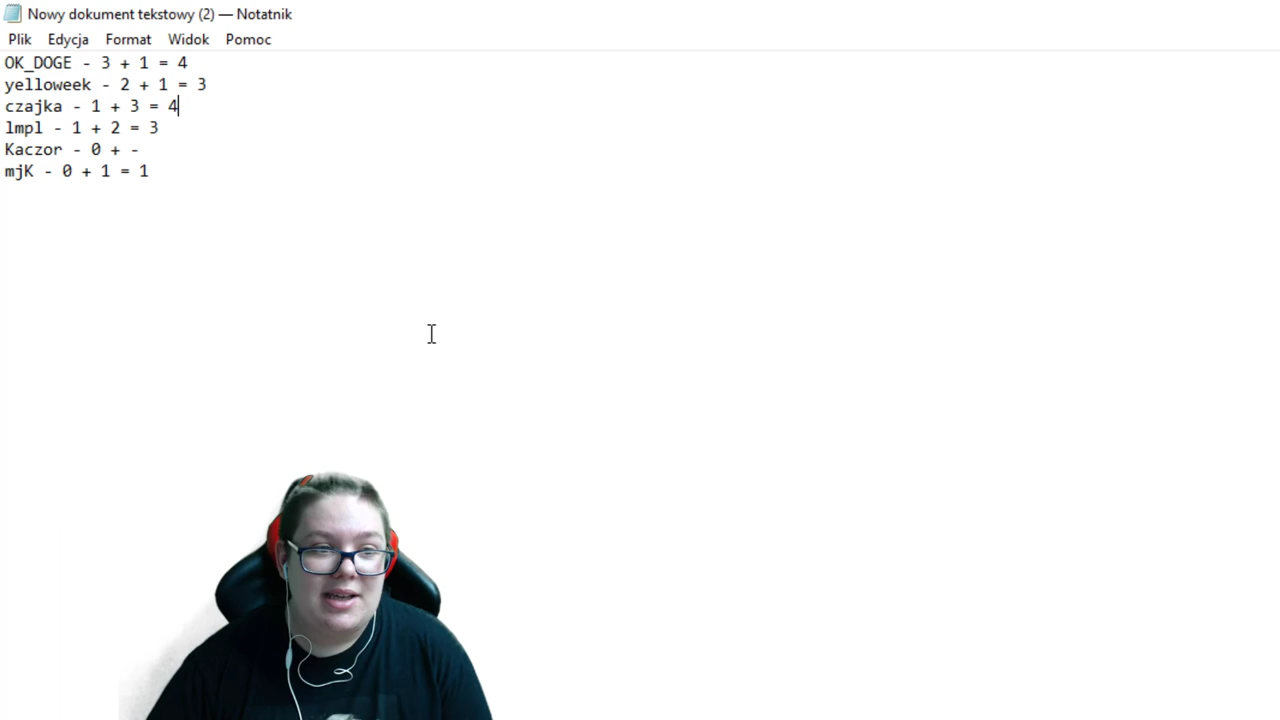 Nowy dokument tekstowy (2) — Notatnik
Plik Edycja Format Widok Pomoc
OK_DOGE - 3 + 1 = 4
yelloweek - 2 + 1 = 3
czajka - 1 + 3 = 4
lmpl - 1 + 2 = 3
Kaczor - 0 + -
mjK - 0 + 1 = 1